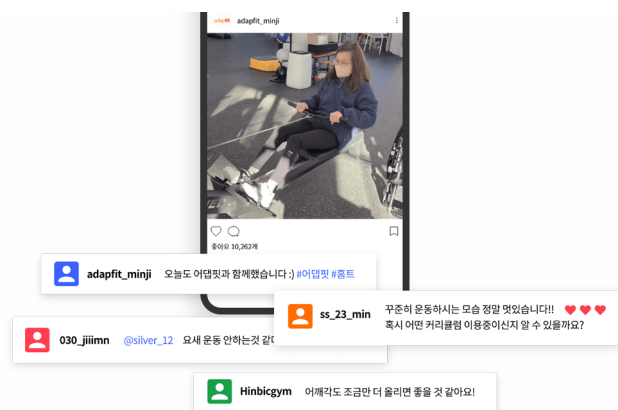 adapfit adapfit_minji
좋아요 10,262개
adapfit_minji 오늘도 어댑핏과 함께했습니다 :) #어댑핏 #홈트
ss_23_min 꾸준히 운동하시는 모습 정말 멋있습니다!!
혹시 어떤 커리큘럼 이용중이신지 알 수 있을까요?
030_jiiimn @silver_12 요새 운동 안하는것 같
Hinbicgym 어깨각도 조금만 더 올리면 좋을 것 같아요!